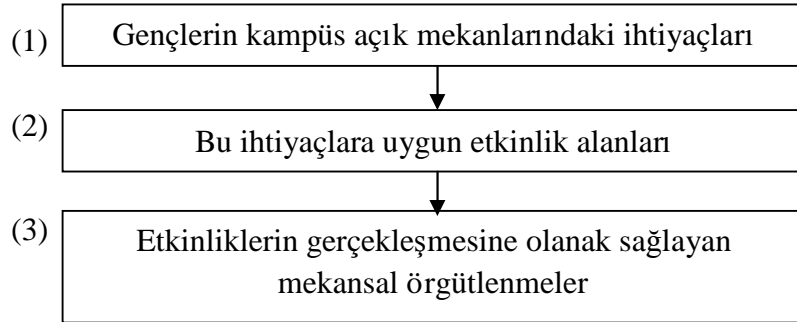 (1) Gençlerin kampüs açık mekanlarındaki ihtiyaçları
(2) Bu ihtiyaçlara uygun etkinlik alanları
(3) Etkinliklerin gerçekleşmesine olanak sağlayan
mekansal örgütlenmeler